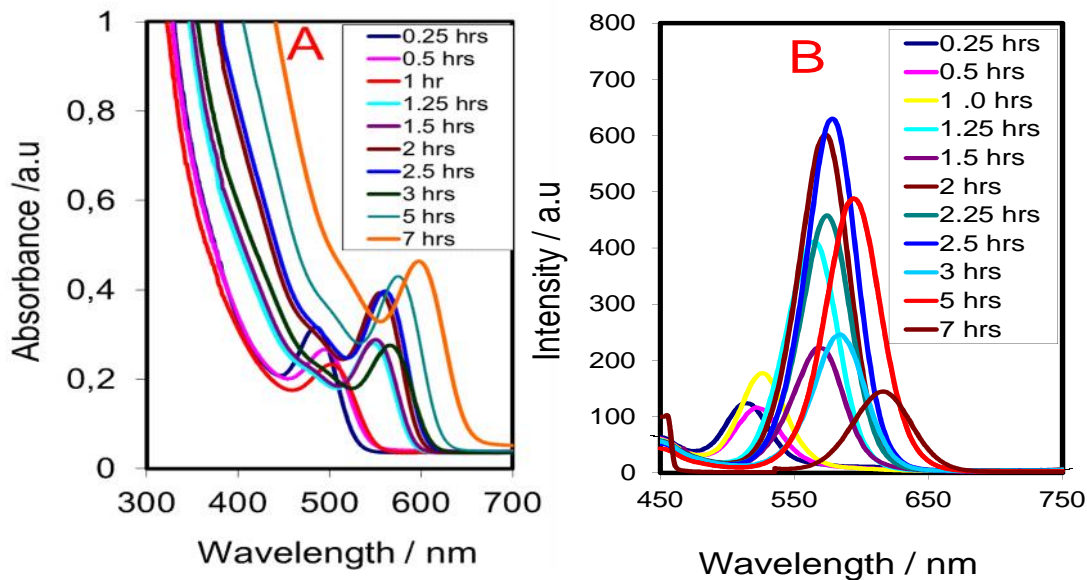 A
Absorbance /a.u
1
0,8
0,6
0,4
0,2
0
300
400
500
600
700
Wavelength / nm
0.25 hrs
0.5 hrs
1 hr
1.25 hrs
1.5 hrs
2 hrs
2.5 hrs
3 hrs
5 hrs
7 hrs
B
Intensity / a.u
800
700
600
500
400
300
200
100
0
450
550
650
750
Wavelength / nm
0.25 hrs
0.5 hrs
1 .0 hrs
1.25 hrs
1.5 hrs
2 hrs
2.25 hrs
2.5 hrs
3 hrs
5 hrs
7 hrs